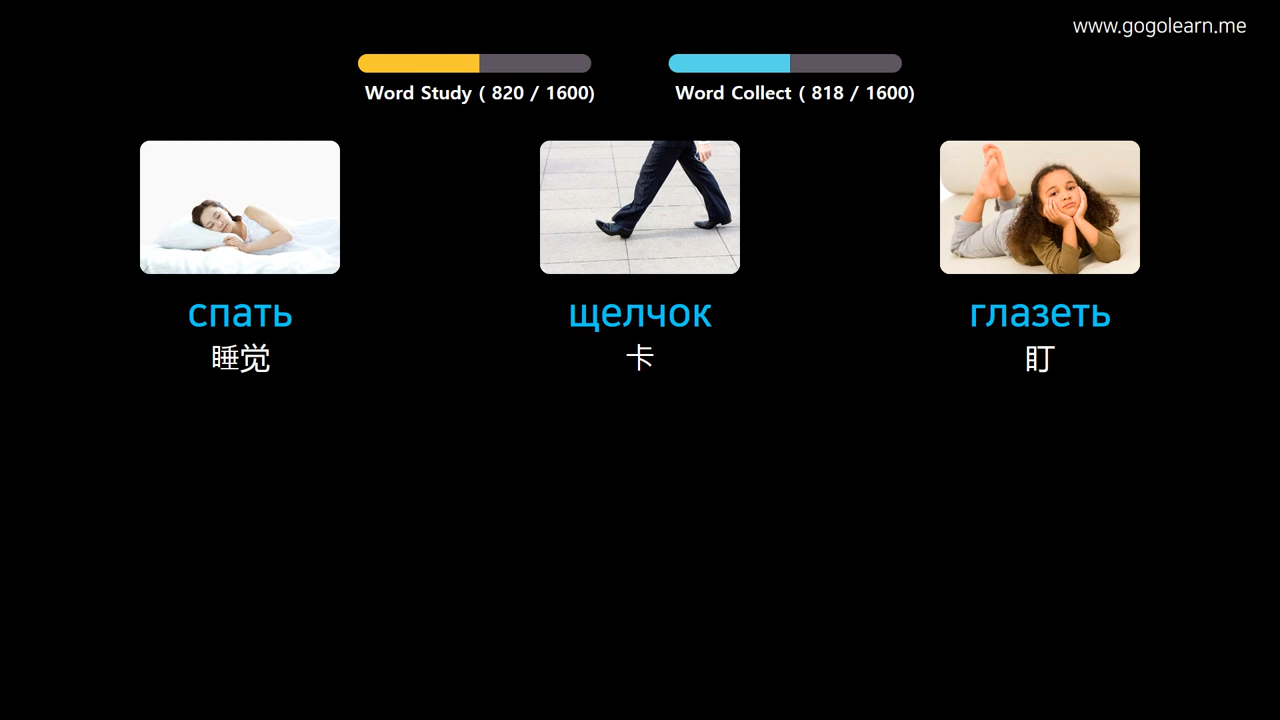 www.gogolearn.me
Word Study ( 820 / 1600)
Word Collect ( 818 / 1600)
спать
щелчок
глазеть
睡觉
卡
盯